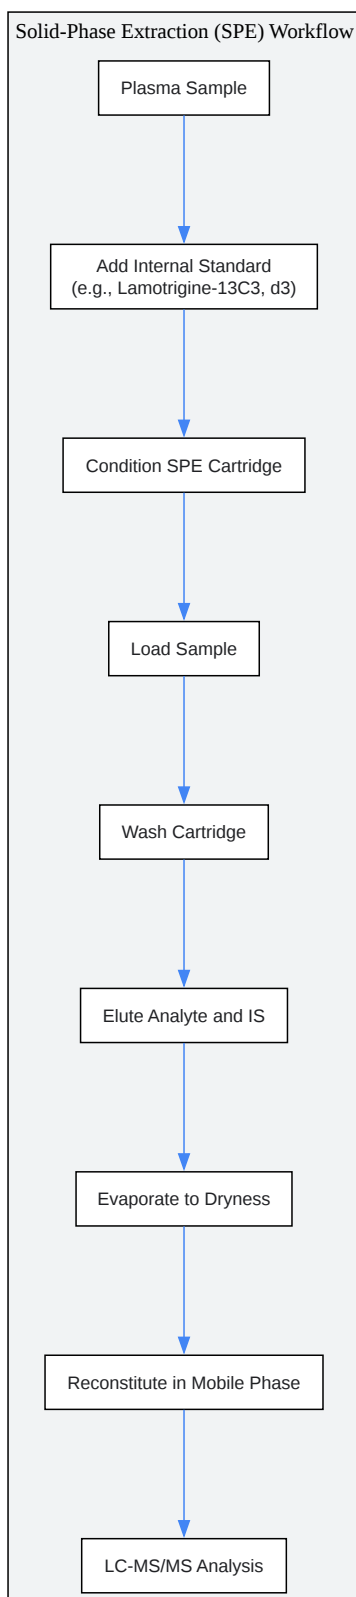 Solid-Phase Extraction (SPE) Workflow
Plasma Sample
Add Internal Standard
(e.g., Lamotrigine-13C3, d3)
Condition SPE Cartridge
Load Sample
Wash Cartridge
Elute Analyte and IS
Evaporate to Dryness
Reconstitute in Mobile Phase
LC-MS/MS Analysis